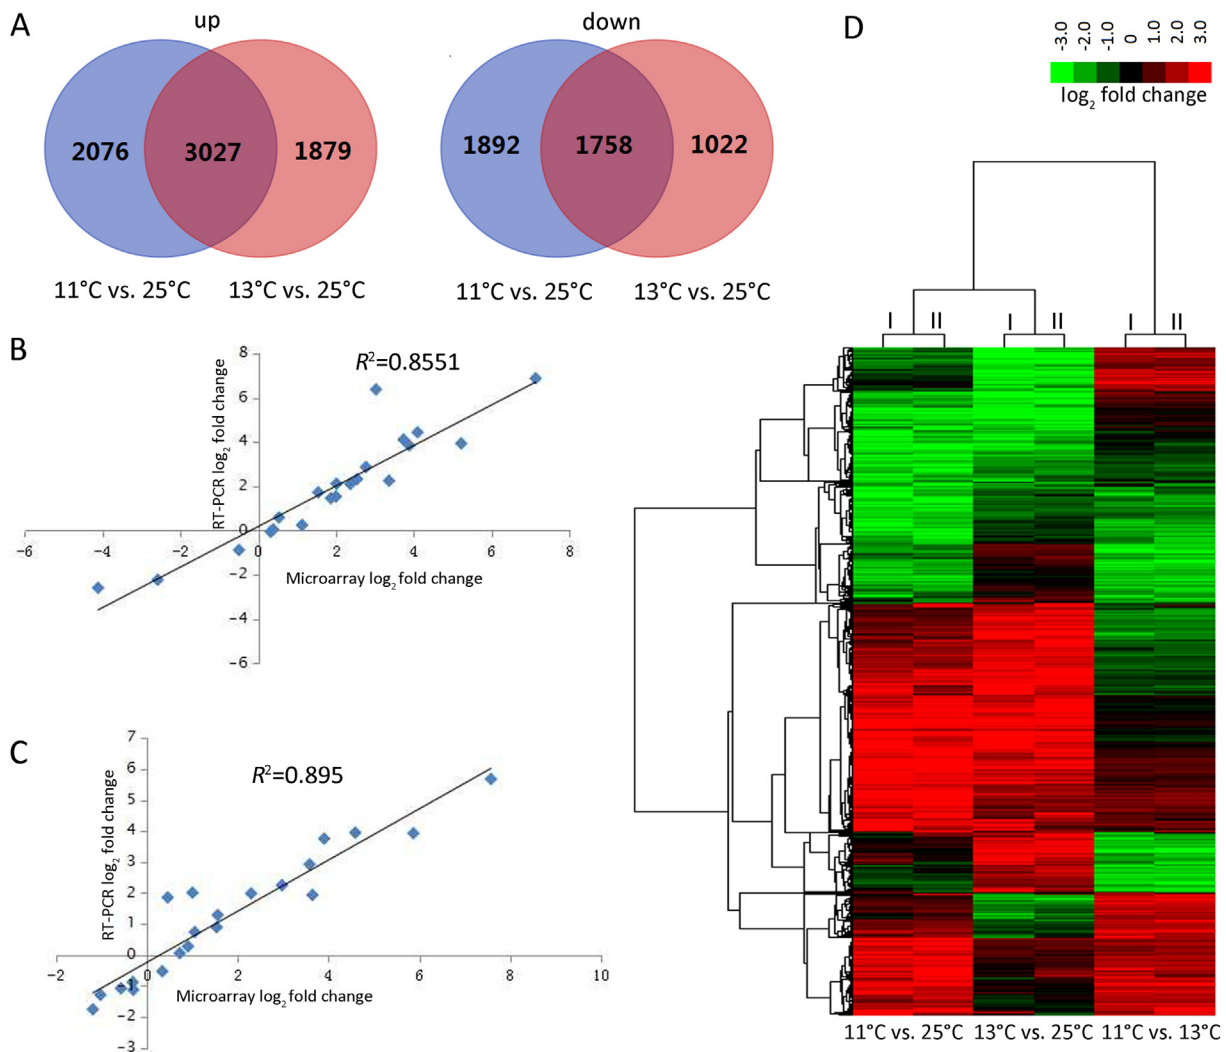 A
up
2076
3027
1879
11°C vs. 25°C
13°C vs. 25°C
down
1892
1758
1022
11°C vs. 25°C
13°C vs. 25°C
B
R²=0.8551
RT-PCR log₂ fold change
8
6
4
2
0
−2
−4
−6
−6
−4
−2
0
2
4
6
8
Microarray log₂ fold change
C
R²=0.895
RT-PCR log₂ fold change
7
6
5
4
3
2
1
0
−1
−2
−3
−2
0
2
4
6
8
10
Microarray log₂ fold change
D
-3.0
-2.0
-1.0
0
1.0
2.0
3.0
log₂ fold change
I
II
I
II
I
II
11°C vs. 25°C
13°C vs. 25°C
11°C vs. 13°C